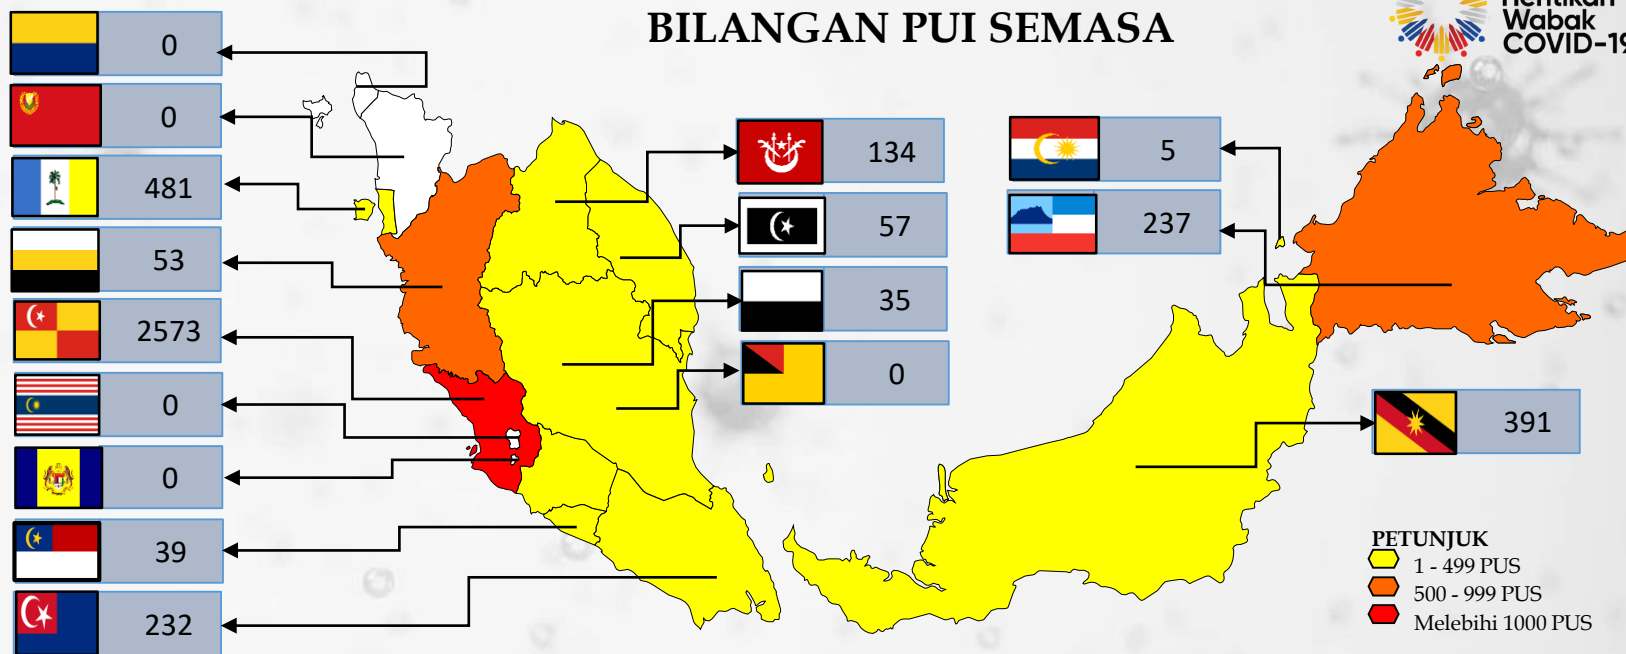 BILANGAN PUI SEMASA
Hentikan
Wabak
COVID-19
0
0
481
53
2573
0
0
39
232
134
57
35
0
5
237
391
PETUNJUK
1 - 499 PUS
500 - 999 PUS
Melebihi 1000 PUS